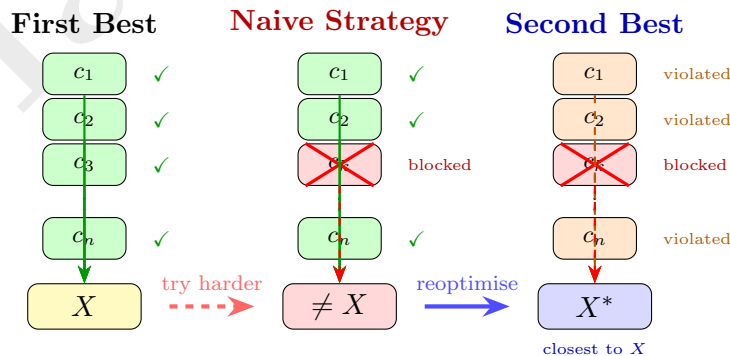 First Best Naive Strategy Second Best
c₁ ✓ c₁ ✓ c₁ violated
c₂ ✓ c₂ ✓ c₂ violated
c₃ ✓ blocked blocked
cₙ ✓ cₙ ✓ cₙ violated
try harder reoptimise
X ≠ X X*
closest to X